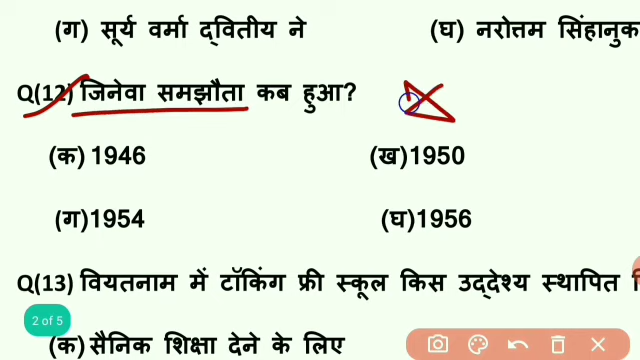 (ग) सूर्य वर्मा द्वितीय ने (घ) नरोत्तम सिंहानुक
Q(12) जिनेवा समझौता कब हुआ?
(क) 1946 (ख) 1950
(ग) 1954 (घ) 1956
Q(13) वियतनाम में टॉकिंग फ्री स्कूल किस उद्देश्य स्थापित
2 of 5
(क) सैनिक शिक्षा देने के लिए